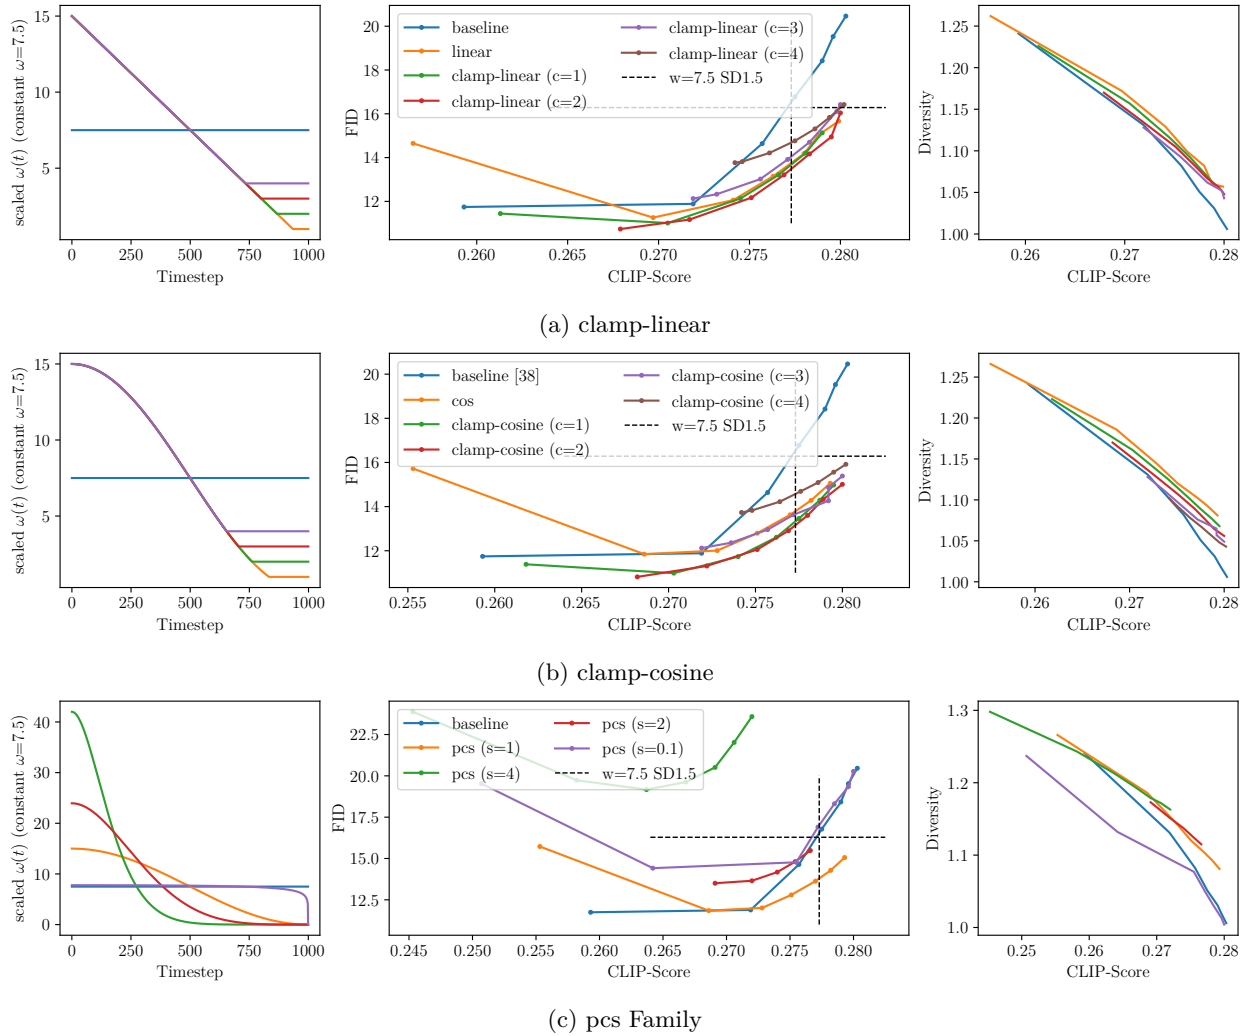 scaled ω(t) (constant ω=7.5)
15
10
5
0
250
500
750
1000
Timestep
FID
20
18
16
14
12
0.260
0.265
0.270
0.275
0.280
CLIP-Score
baseline
linear
clamp-linear (c=1)
clamp-linear (c=2)
clamp-linear (c=3)
clamp-linear (c=4)
w=7.5 SD1.5
Diversity
1.25
1.20
1.15
1.10
1.05
1.00
0.26
0.27
0.28
CLIP-Score
(a) clamp-linear
scaled ω(t) (constant ω=7.5)
15
10
5
0
250
500
750
1000
Timestep
FID
20
18
16
14
12
0.255
0.260
0.265
0.270
0.275
0.280
CLIP-Score
baseline [38]
cos
clamp-cosine (c=1)
clamp-cosine (c=2)
clamp-cosine (c=3)
clamp-cosine (c=4)
w=7.5 SD1.5
Diversity
1.25
1.20
1.15
1.10
1.05
1.00
0.26
0.27
0.28
CLIP-Score
(b) clamp-cosine
scaled ω(t) (constant ω=7.5)
40
30
20
10
0
0
250
500
750
1000
Timestep
FID
22.5
20.0
17.5
15.0
12.5
0.245
0.250
0.255
0.260
0.265
0.270
0.275
0.280
CLIP-Score
baseline
pcs (s=1)
pcs (s=4)
pcs (s=2)
pcs (s=0.1)
w=7.5 SD1.5
Diversity
1.3
1.2
1.1
1.0
0.25
0.26
0.27
0.28
CLIP-Score
(c) pcs Family